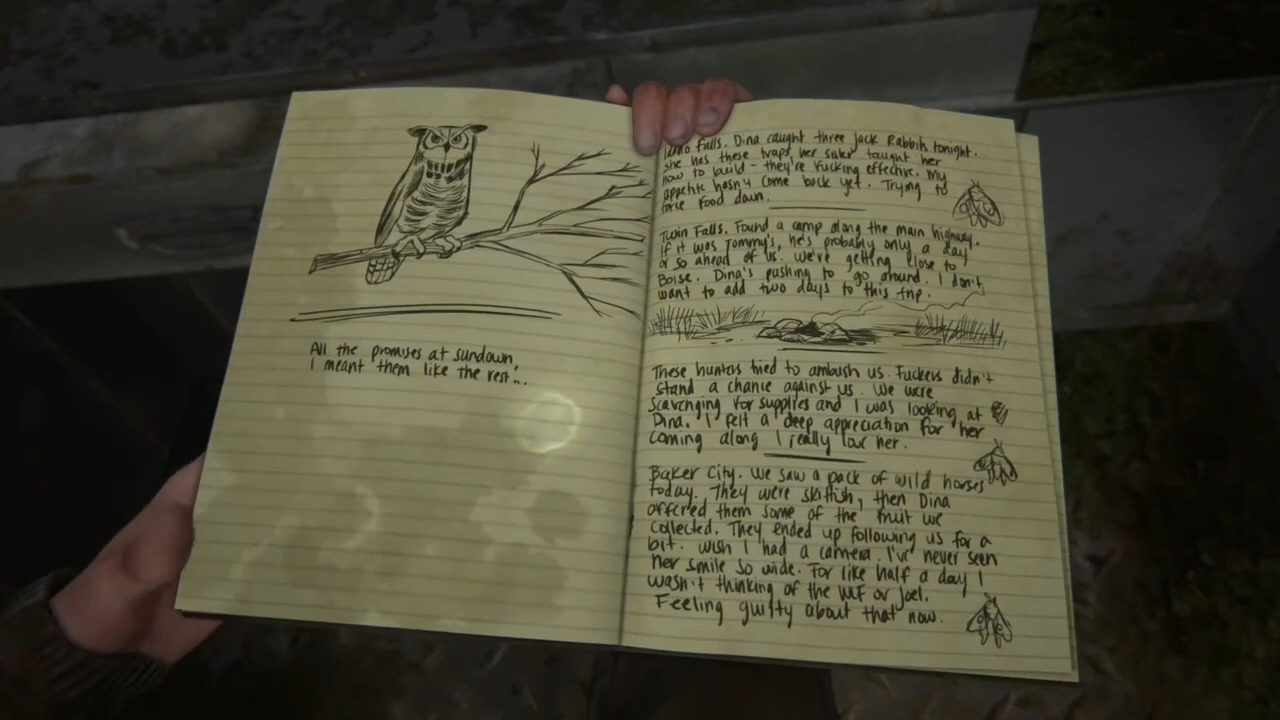 All the promises at sundown,
I meant them like the rest...
Idaho Falls. Dina caught three Jack Rabbits tonight.
She has these traps her sister taught her
how to build - they're fucking effective. My
appetite hasn't come back yet. Trying to
force food down.
Twin Falls. Found a camp along the main highway.
If it was Tommy's, he's probably only a day
or so ahead of us. We're getting close to
Boise. Dina's pushing to go around. I don't
want to add two days to this trip.
These hunters tried to ambush us. Fuckers didn't
stand a chance against us. We were
scavenging for supplies and I was looking at
Dina. I felt a deep appreciation for her
coming along I really love her.
Baker City. We saw a pack of wild horses
today. They were skittish, then Dina
offered them some of the fruit we
collected. They ended up following us for a
bit. Wish I had a camera. I've never seen
her smile so wide. For like half a day I
wasn't thinking of the WLF or Joel.
Feeling guilty about that now.